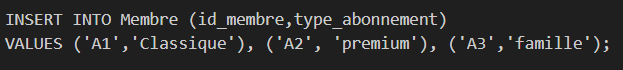 INSERT INTO Membre (id_membre,type_abonnement)
VALUES ('A1','Classique'), ('A2', 'premium'), ('A3','famille');